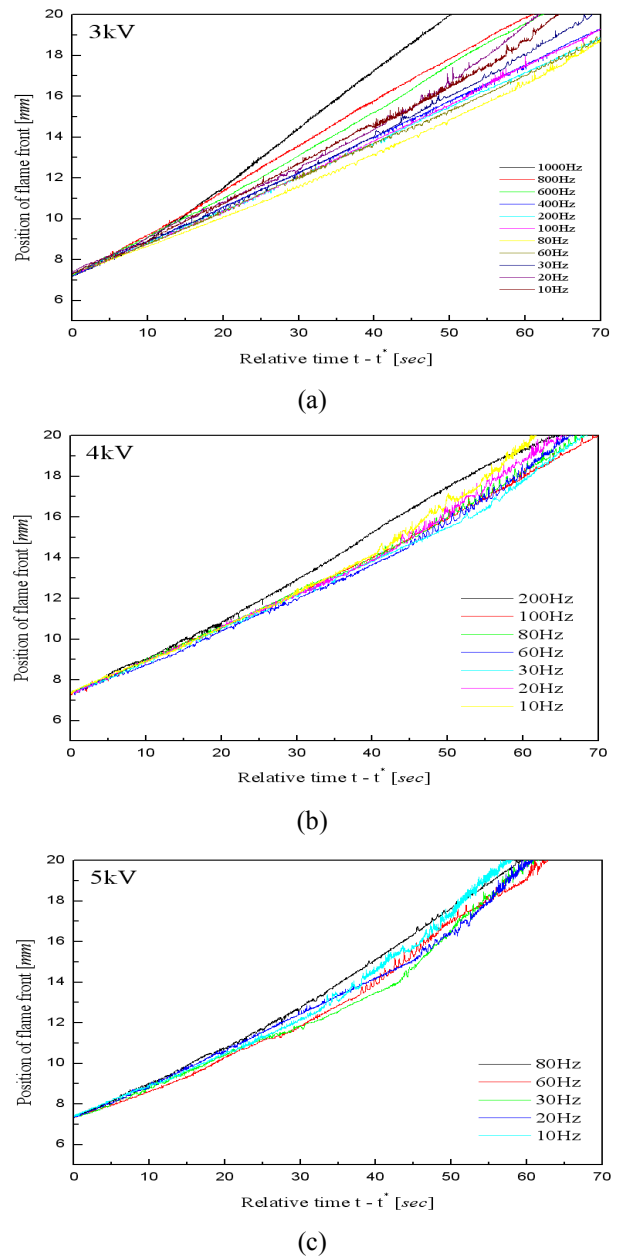 3kV
Position of flame front [mm]
20
18
16
14
12
10
8
6
1000Hz
800Hz
600Hz
400Hz
200Hz
100Hz
80Hz
60Hz
30Hz
20Hz
10Hz
0 10 20 30 40 50 60 70
Relative time t - t* [sec]
(a)
4kV
Position of flame front [mm]
20
18
16
14
12
10
8
6
200Hz
100Hz
80Hz
60Hz
30Hz
20Hz
10Hz
0 10 20 30 40 50 60 70
Relative time t - t* [sec]
(b)
5kV
Position of flame front [mm]
20
18
16
14
12
10
8
6
80Hz
60Hz
30Hz
20Hz
10Hz
0 10 20 30 40 50 60 70
Relative time t - t* [sec]
(c)